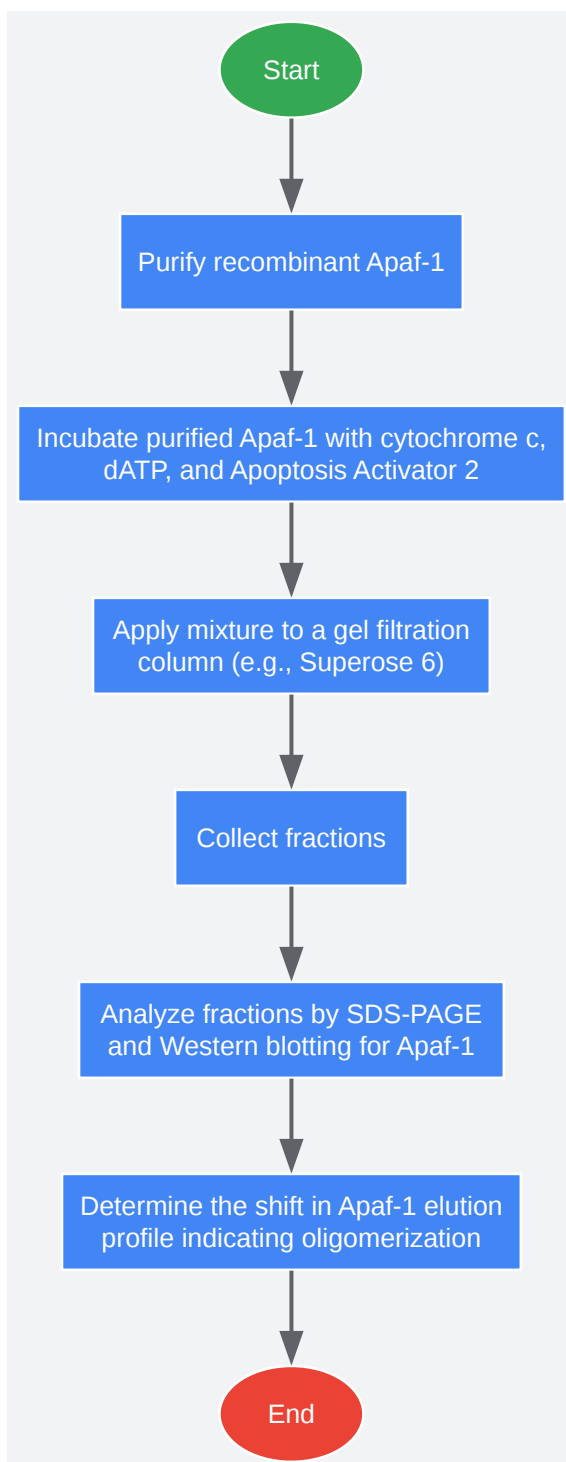 Start
Purify recombinant Apaf-1
Incubate purified Apaf-1 with cytochrome c,
dATP, and Apoptosis Activator 2
Apply mixture to a gel filtration
column (e.g., Superose 6)
Collect fractions
Analyze fractions by SDS-PAGE
and Western blotting for Apaf-1
Determine the shift in Apaf-1 elution
profile indicating oligomerization
End